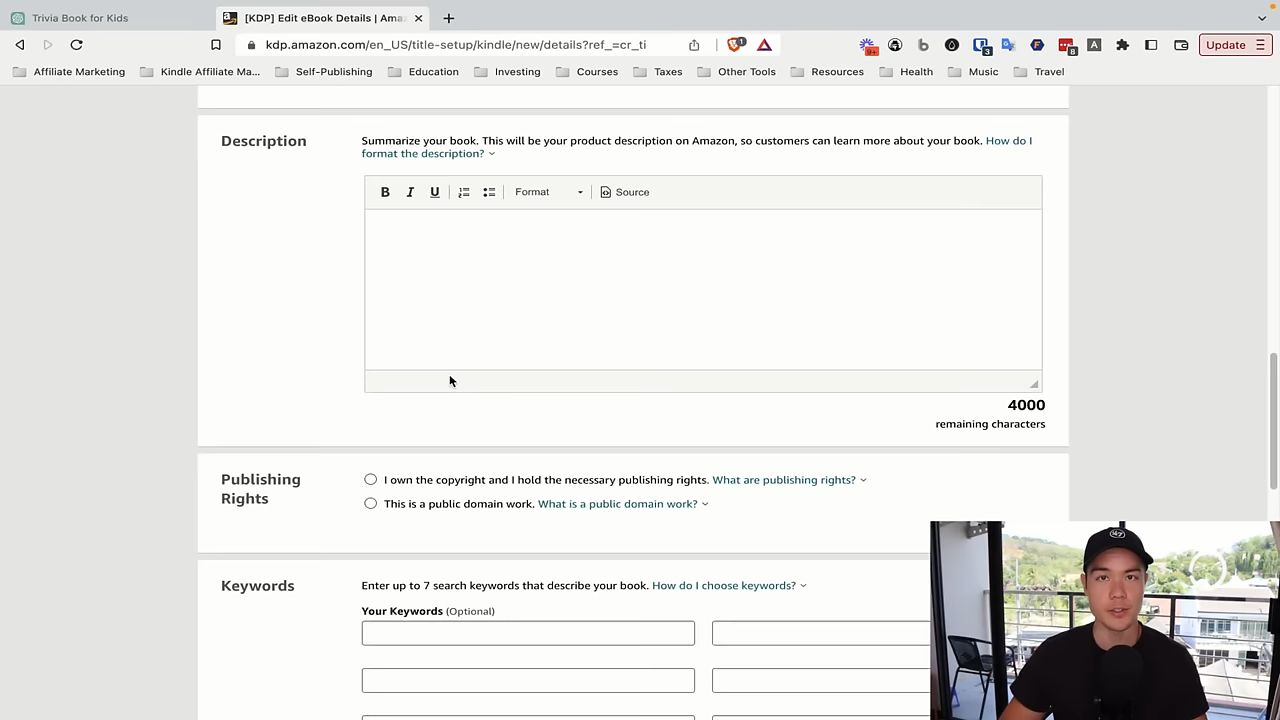 Trivia Book for Kids
[KDP] Edit eBook Details | Ama
kdp.amazon.com/en_US/title-setup/kindle/new/details?ref_=cr_ti
1
9+
3
8
A
Update
Affiliate Marketing
Kindle Affiliate Ma...
Self-Publishing
Education
Investing
Courses
Taxes
Other Tools
Resources
Health
Music
Travel
Description
Summarize your book. This will be your product description on Amazon, so customers can learn more about your book. How do I
format the description?
B I U
Format
Source
4000
remaining characters
Publishing
Rights
I own the copyright and I hold the necessary publishing rights. What are publishing rights?
This is a public domain work. What is a public domain work?
Keywords
Enter up to 7 search keywords that describe your book. How do I choose keywords?
Your Keywords (Optional)